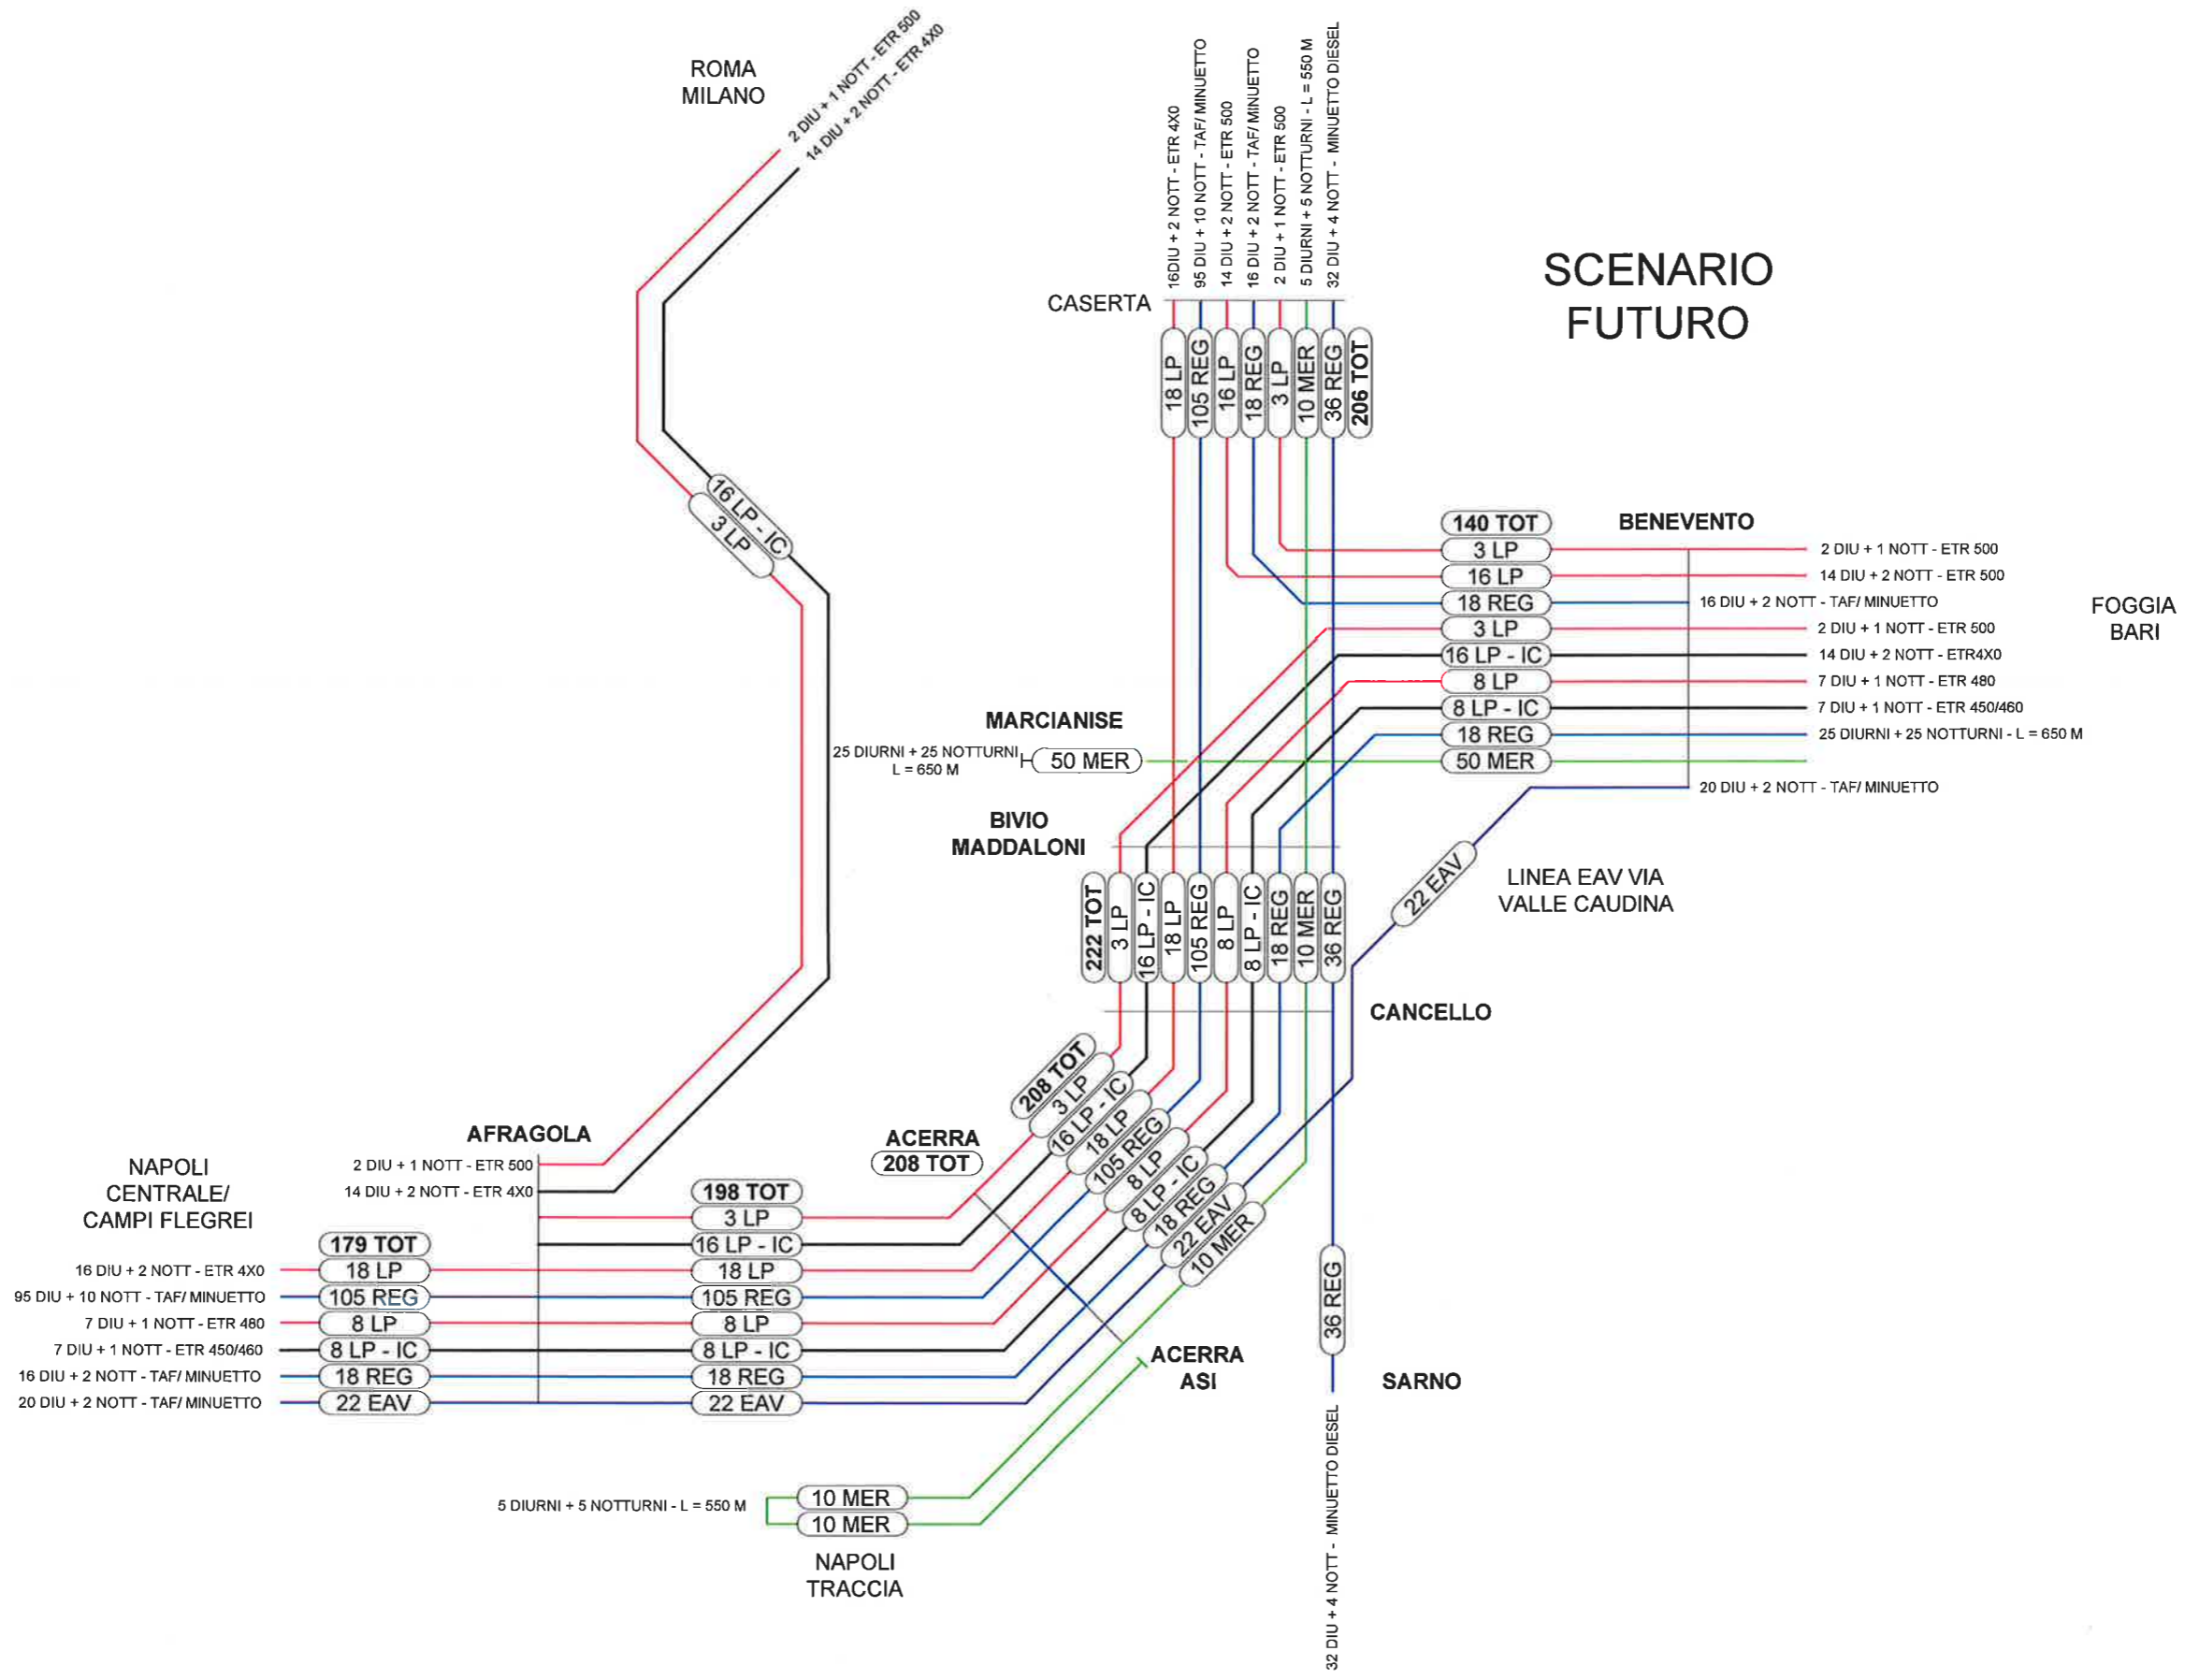 ROMA
MILANO
2 DIU + 1 NOTT - ETR 500
14 DIU + 2 NOTT - ETR 4X0
16 LP - IC
3 LP
16DIU + 2 NOTT - ETR 4X0
95 DIU + 10 NOTT - TAF/ MINUETTO
14 DIU + 2 NOTT - ETR 500
16 DIU + 2 NOTT - TAF/ MINUETTO
2 DIU + 1 NOTT - ETR 500
5 DIURNI + 5 NOTTURNI - L = 550 M
32 DIU + 4 NOTT - MINUETTO DIESEL
SCENARIO
FUTURO
CASERTA
18 LP
105 REG
16 LP
18 REG
3 LP
10 MER
36 REG
206 TOT
140 TOT
BENEVENTO
3 LP
2 DIU + 1 NOTT - ETR 500
16 LP
14 DIU + 2 NOTT - ETR 500
18 REG
16 DIU + 2 NOTT - TAF/ MINUETTO
3 LP
2 DIU + 1 NOTT - ETR 500
16 LP - IC
14 DIU + 2 NOTT - ETR4X0
8 LP
7 DIU + 1 NOTT - ETR 480
8 LP - IC
7 DIU + 1 NOTT - ETR 450/460
18 REG
25 DIURNI + 25 NOTTURNI - L = 650 M
50 MER
20 DIU + 2 NOTT - TAF/ MINUETTO
FOGGIA
BARI
MARCIANISE
25 DIURNI + 25 NOTTURNI
L = 650 M
50 MER
BIVIO
MADDALONI
22 EAV
LINEA EAV VIA
VALLE CAUDINA
222 TOT
3 LP
16 LP - IC
18 LP
105 REG
8 LP
8 LP - IC
18 REG
10 MER
36 REG
CANCELLO
208 TOT
3 LP
16 LP - IC
18 LP
105 REG
8 LP
8 LP - IC
18 REG
22 EAV
10 MER
ACERRA
208 TOT
AFRAGOLA
2 DIU + 1 NOTT - ETR 500
14 DIU + 2 NOTT - ETR 4X0
NAPOLI
CENTRALE/
CAMPI FLEGREI
198 TOT
3 LP
16 LP - IC
18 LP
105 REG
8 LP
8 LP - IC
18 REG
22 EAV
179 TOT
16 DIU + 2 NOTT - ETR 4X0
18 LP
95 DIU + 10 NOTT - TAF/ MINUETTO
105 REG
7 DIU + 1 NOTT - ETR 480
8 LP
7 DIU + 1 NOTT - ETR 450/460
8 LP - IC
16 DIU + 2 NOTT - TAF/ MINUETTO
18 REG
20 DIU + 2 NOTT - TAF/ MINUETTO
22 EAV
ACERRA
ASI
36 REG
SARNO
32 DIU + 4 NOTT - MINUETTO DIESEL
5 DIURNI + 5 NOTTURNI - L = 550 M
10 MER
10 MER
NAPOLI
TRACCIA